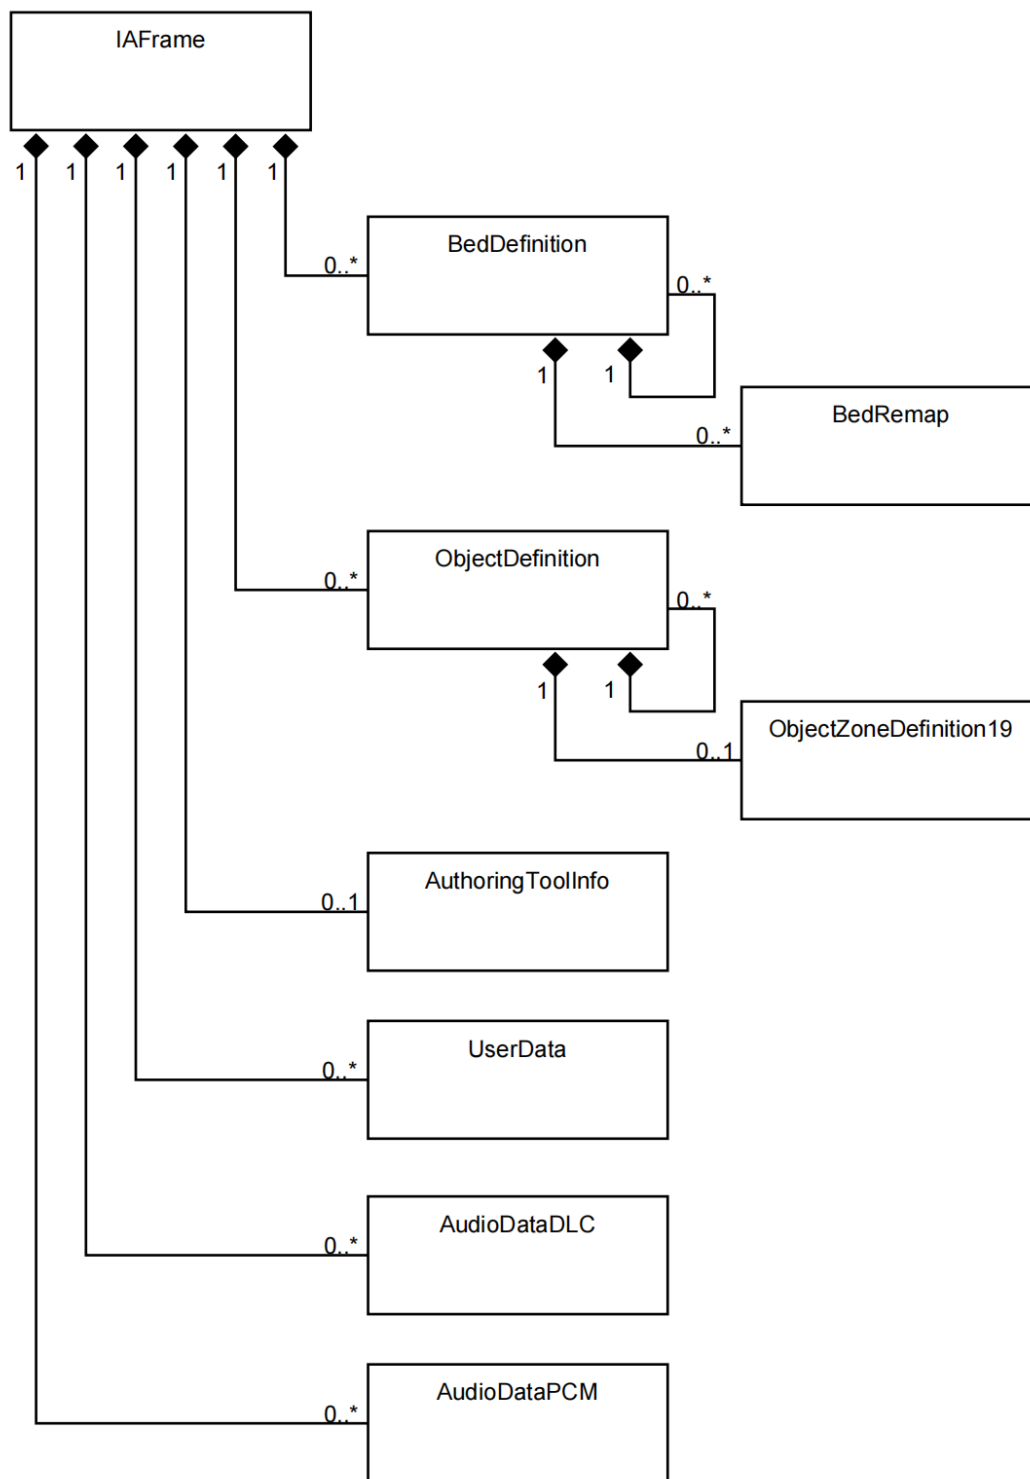 IAFrame
1 1 1 1 1 1
BedDefinition
0..*
0..*
1 1
BedRemap
0..*
ObjectDefinition
0..*
0..*
1 1
ObjectZoneDefinition19
0..1
AuthoringToolInfo
0..1
UserData
0..*
AudioDataDLC
0..*
AudioDataPCM
0..*